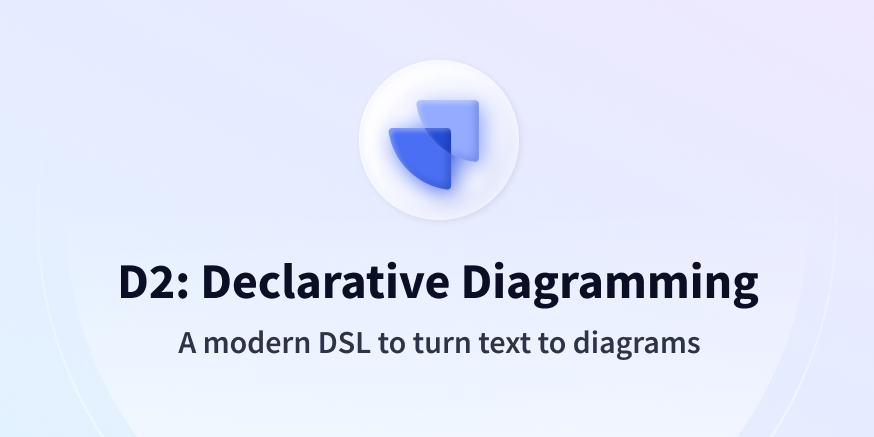 D2: Declarative Diagramming
A modern DSL to turn text to diagrams